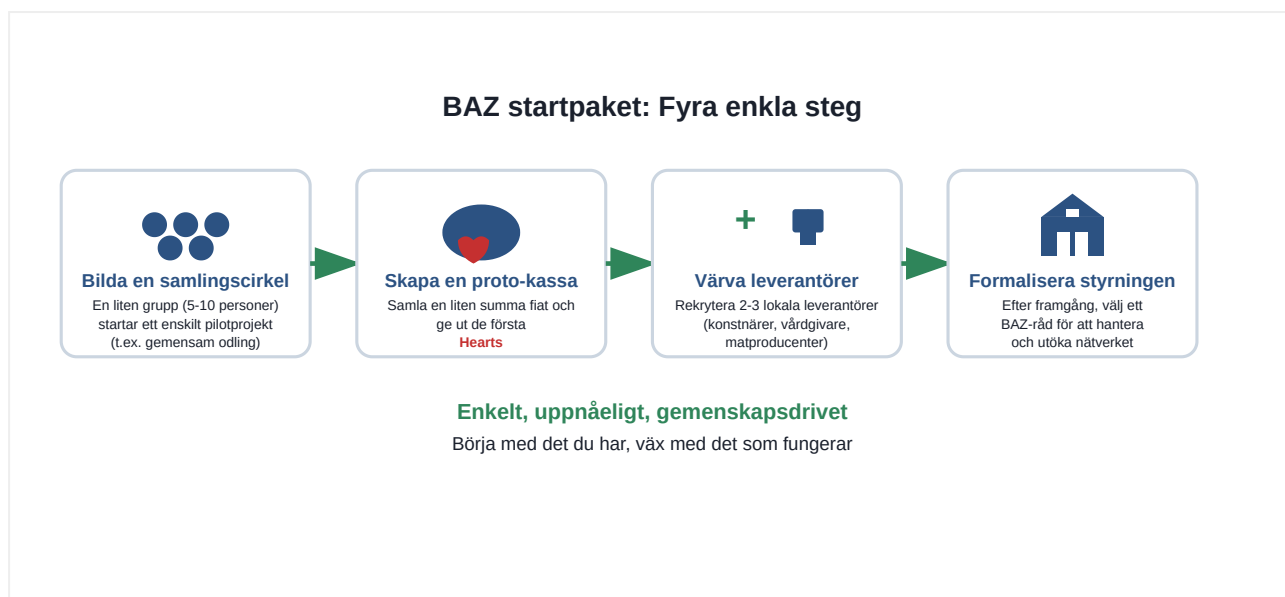 BAZ startpaket: Fyra enkla steg
Bilda en samlingscirkel
En liten grupp (5-10 personer)
startar ett enskilt pilotprojekt
(t.ex. gemensam odling)
Skapa en proto-kassa
Samla en liten summa fiat och
ge ut de första
Hearts
+
Värva leverantörer
Rekrytera 2-3 lokala leverantörer
(konstnärer, vårdgivare,
matproducenter)
Formalisera styrningen
Efter framgång, välj ett
BAZ-råd för att hantera
och utöka nätverket
Enkelt, uppnåeligt, gemenskapsdrivet
Börja med det du har, väx med det som fungerar